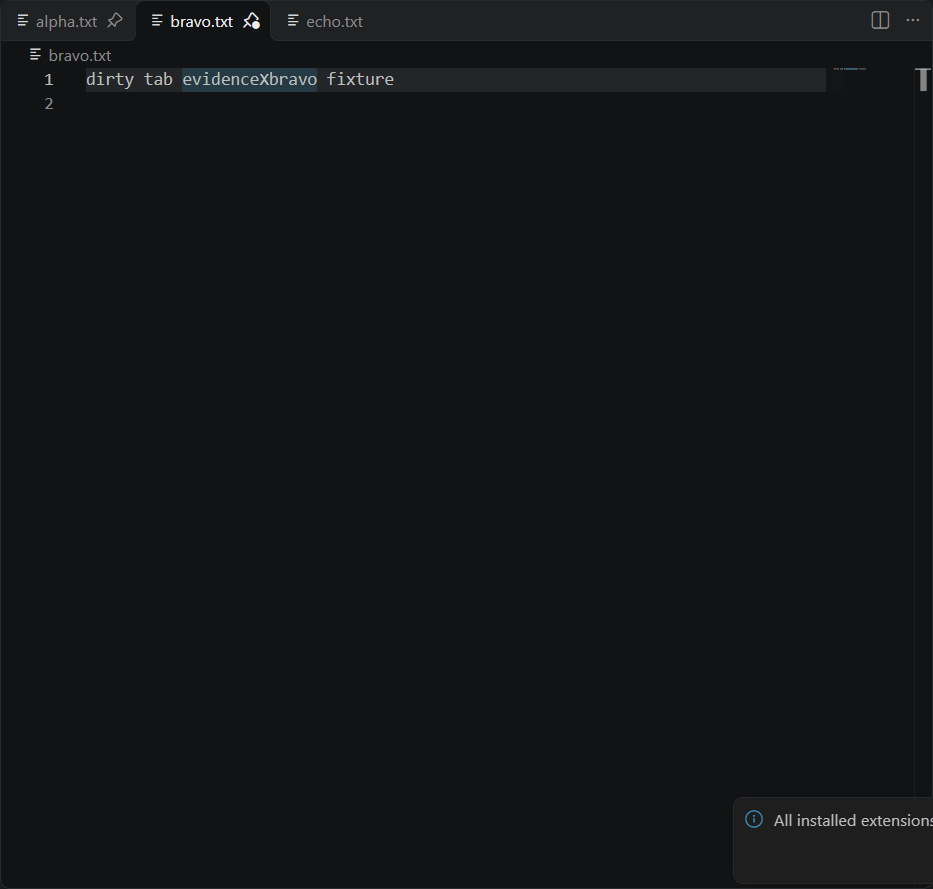 alpha.txt bravo.txt echo.txt
bravo.txt
1 dirty tab evidenceXbravo fixture
2
All installed extensions